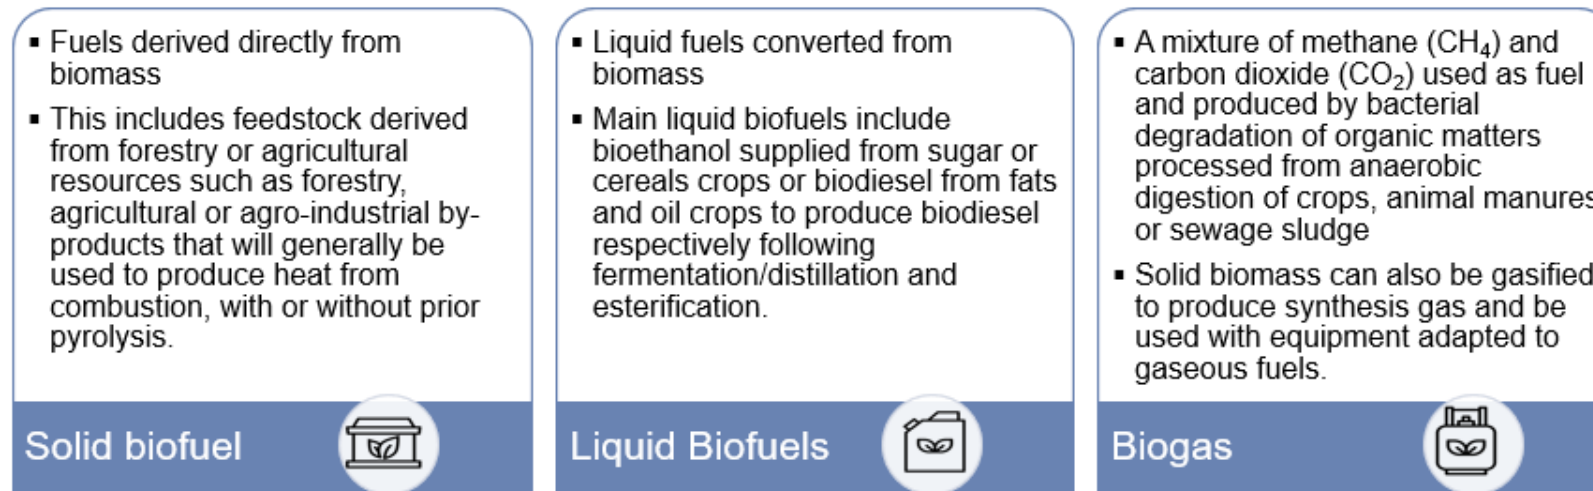 ▪ Fuels derived directly from
biomass
▪ This includes feedstock derived
from forestry or agricultural
resources such as forestry,
agricultural or agro-industrial by-
products that will generally be
used to produce heat from
combustion, with or without prior
pyrolysis.
Solid biofuel
▪ Liquid fuels converted from
biomass
▪ Main liquid biofuels include
bioethanol supplied from sugar or
cereals crops or biodiesel from fats
and oil crops to produce biodiesel
respectively following
fermentation/distillation and
esterification.
Liquid Biofuels
▪ A mixture of methane (CH₄) and
carbon dioxide (CO₂) used as fuel
and produced by bacterial
degradation of organic matters
processed from anaerobic
digestion of crops, animal manures
or sewage sludge
▪ Solid biomass can also be gasified
to produce synthesis gas and be
used with equipment adapted to
gaseous fuels.
Biogas